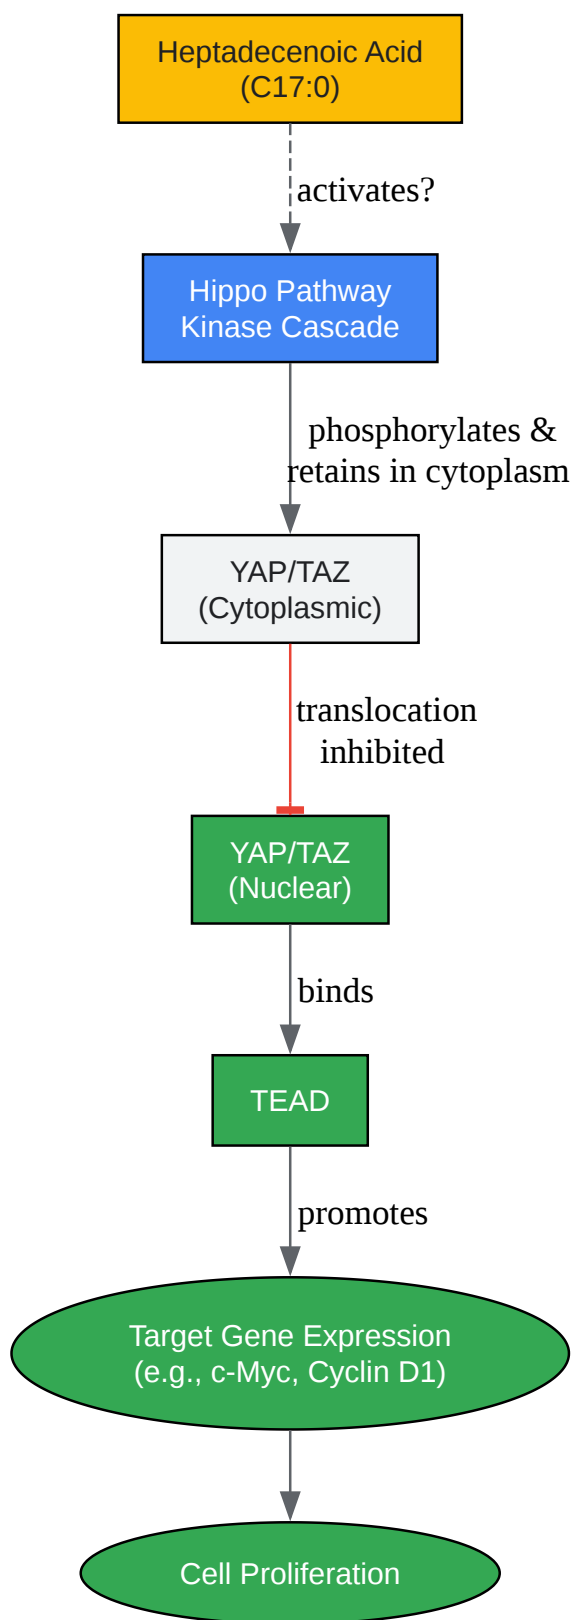 Heptadecenoic Acid
(C17:0)
activates?
Hippo Pathway
Kinase Cascade
phosphorylates &
retains in cytoplasm
YAP/TAZ
(Cytoplasmic)
translocation
inhibited
YAP/TAZ
(Nuclear)
binds
TEAD
promotes
Target Gene Expression
(e.g., c-Myc, Cyclin D1)
Cell Proliferation